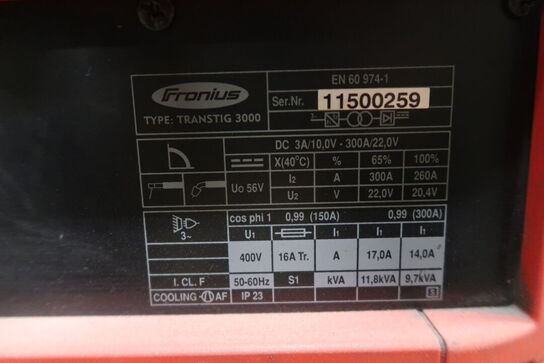 Fronius
EN 60 974-1
Ser.Nr. 11500259
TYPE: TRANSTIG 3000
3~
DC 3A/10,0V - 300A/22,0V
X(40°C) % 65% 100%
Uo 56V I2 A 300A 260A
U2 V 22,0V 20,4V
3~ cos phi 1 0,99 (150A) 0,99 (300A)
U1 I1 I1 I1
400V 16A Tr. A 17,0A 14,0A
I. CL. F 50-60Hz S1 kVA 11,8kVA 9,7kVA
COOLING AF IP 23 S